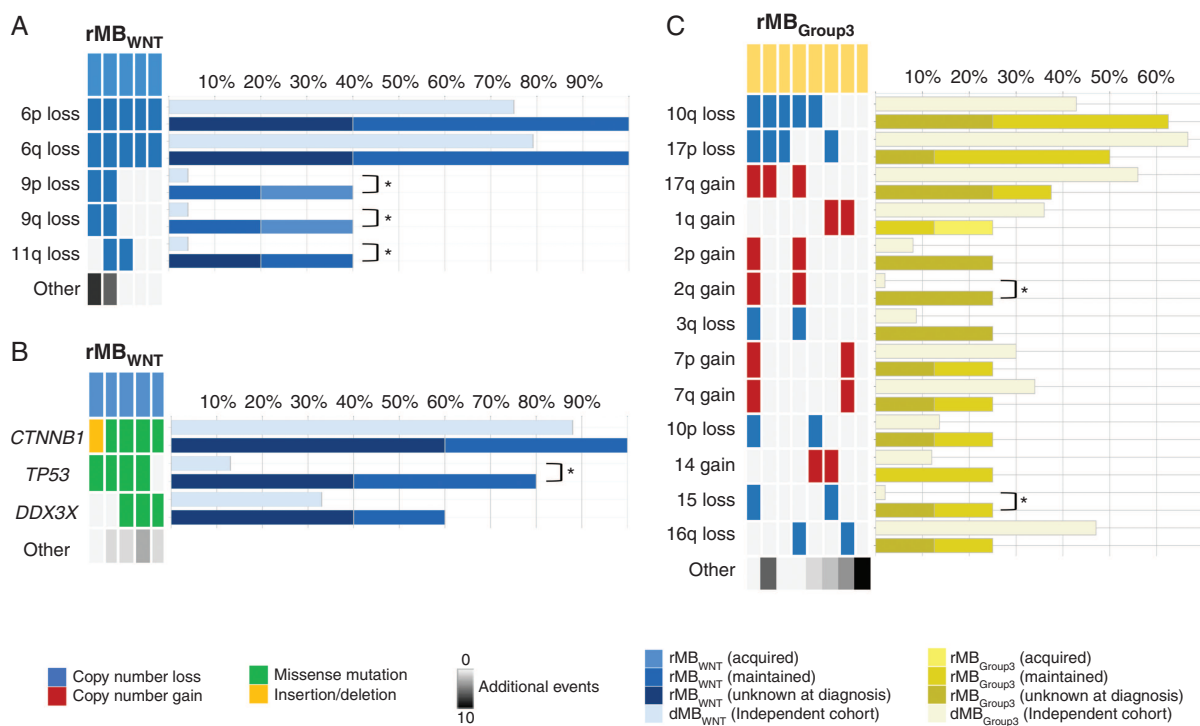 A
rMBWNT
10% 20% 30% 40% 50% 60% 70% 80% 90%
6p loss
6q loss
9p loss
*
9q loss
*
11q loss
*
Other
B
rMBWNT
10% 20% 30% 40% 50% 60% 70% 80% 90%
CTNNB1
TP53
*
DDX3X
Other
C
rMBGroup3
10% 20% 30% 40% 50% 60%
10q loss
17p loss
17q gain
1q gain
2p gain
2q gain
*
3q loss
7p gain
7q gain
10p loss
14 gain
15 loss
*
16q loss
Other
Copy number loss
Copy number gain
Missense mutation
Insertion/deletion
0
Additional events
10
rMBWNT (acquired)
rMBWNT (maintained)
rMBWNT (unknown at diagnosis)
dMBWNT (Independent cohort)
rMBGroup3 (acquired)
rMBGroup3 (maintained)
rMBGroup3 (unknown at diagnosis)
dMBGroup3 (Independent cohort)